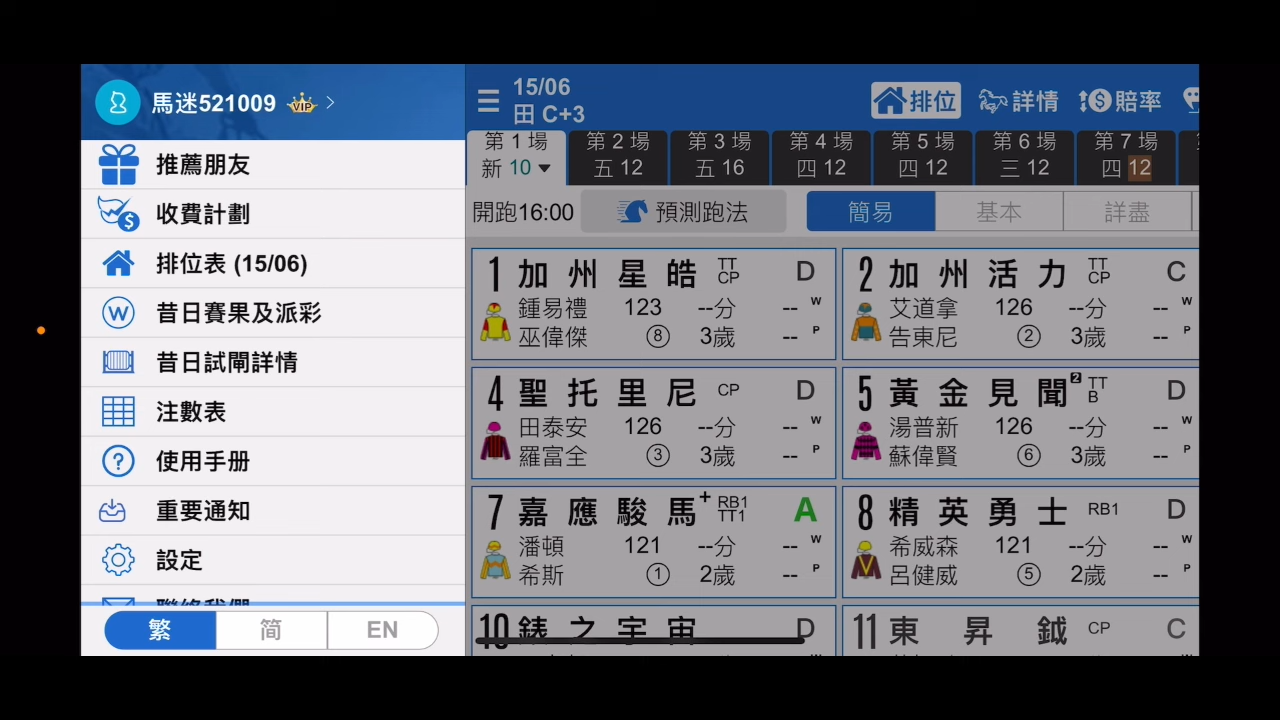 馬迷521009 VIP
推薦朋友
收費計劃
排位表 (15/06)
昔日賽果及派彩
昔日試閘詳情
注數表
使用手册
重要通知
設定
繁 简 EN
15/06
田 C+3
排位 詳情 賠率
第 1 場 第 2 場 第 3 場 第 4 場 第 5 場 第 6 場 第 7 場
新 10 五 12 五 16 四 12 四 12 三 12 四 12
開跑16:00 預測跑法 簡易 基本 詳盡
1 加州星皓 TT CP D
鍾易禮 123 --分 -- W
巫偉傑 8 3歲 -- P
2 加州活力 TT CP C
艾道拿 126 --分 -- W
告東尼 2 3歲 -- P
4 聖托里尼 CP D
田泰安 126 --分 -- W
羅富全 3 3歲 -- P
5 黃金見聞 2 TT B D
湯普新 126 --分 -- W
蘇偉賢 6 3歲 -- P
7 嘉應駿馬+ RB1 TT1 A
潘頓 121 --分 -- W
希斯 1 2歲 -- P
8 精英勇士 RB1 D
希威森 121 --分 -- W
呂健威 5 2歲 -- P
10 錶之宇宙 D
11 東昇鉞 CP C